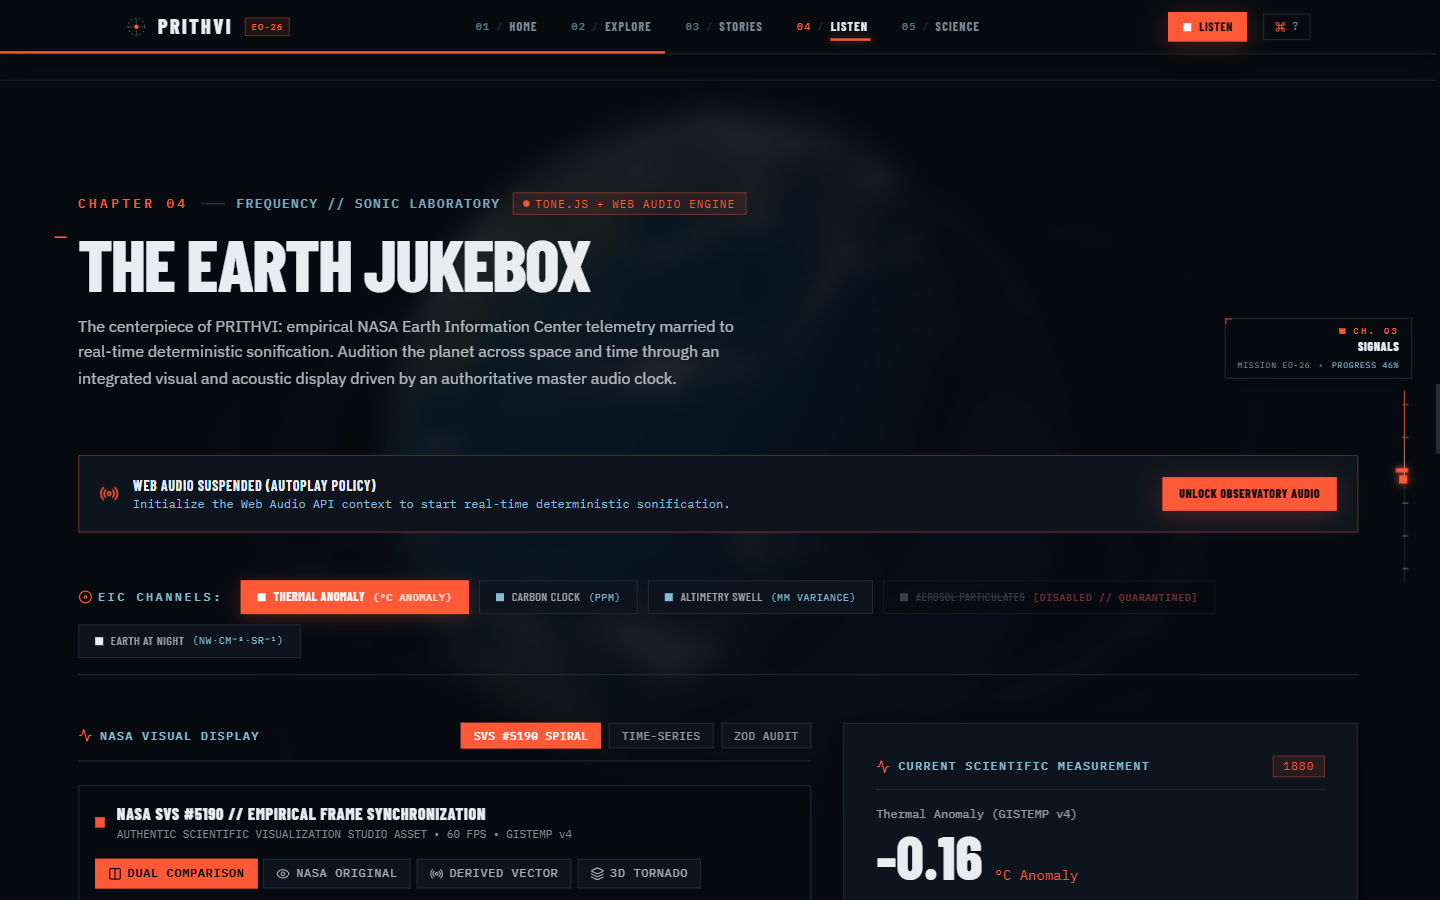 PRITHVI EO-26 01 / HOME 02 / EXPLORE 03 / STORIES 04 / LISTEN 05 / SCIENCE LISTEN ⌘ ?
CHAPTER 04 FREQUENCY // SONIC LABORATORY TONE.JS + WEB AUDIO ENGINE
THE EARTH JUKEBOX
The centerpiece of PRITHVI: empirical NASA Earth Information Center telemetry married to
real-time deterministic sonification. Audition the planet across space and time through an
integrated visual and acoustic display driven by an authoritative master audio clock.
CH. 03
SIGNALS
MISSION EO-26 • PROGRESS 46%
WEB AUDIO SUSPENDED (AUTOPLAY POLICY)
Initialize the Web Audio API context to start real-time deterministic sonification.
UNLOCK OBSERVATORY AUDIO
EIC CHANNELS: THERMAL ANOMALY (°C ANOMALY) CARBON CLOCK (PPM) ALTIMETRY SWELL (MM VARIANCE) AEROSOL PARTICULATES [DISABLED // QUARANTINED]
EARTH AT NIGHT (NW·CM⁻²·SR⁻¹)
NASA VISUAL DISPLAY SVS #5190 SPIRAL TIME-SERIES ZOD AUDIT
NASA SVS #5190 // EMPIRICAL FRAME SYNCHRONIZATION
AUTHENTIC SCIENTIFIC VISUALIZATION STUDIO ASSET • 60 FPS • GISTEMP v4
DUAL COMPARISON NASA ORIGINAL DERIVED VECTOR 3D TORNADO
CURRENT SCIENTIFIC MEASUREMENT 1880
Thermal Anomaly (GISTEMP v4)
-0.16 °C Anomaly